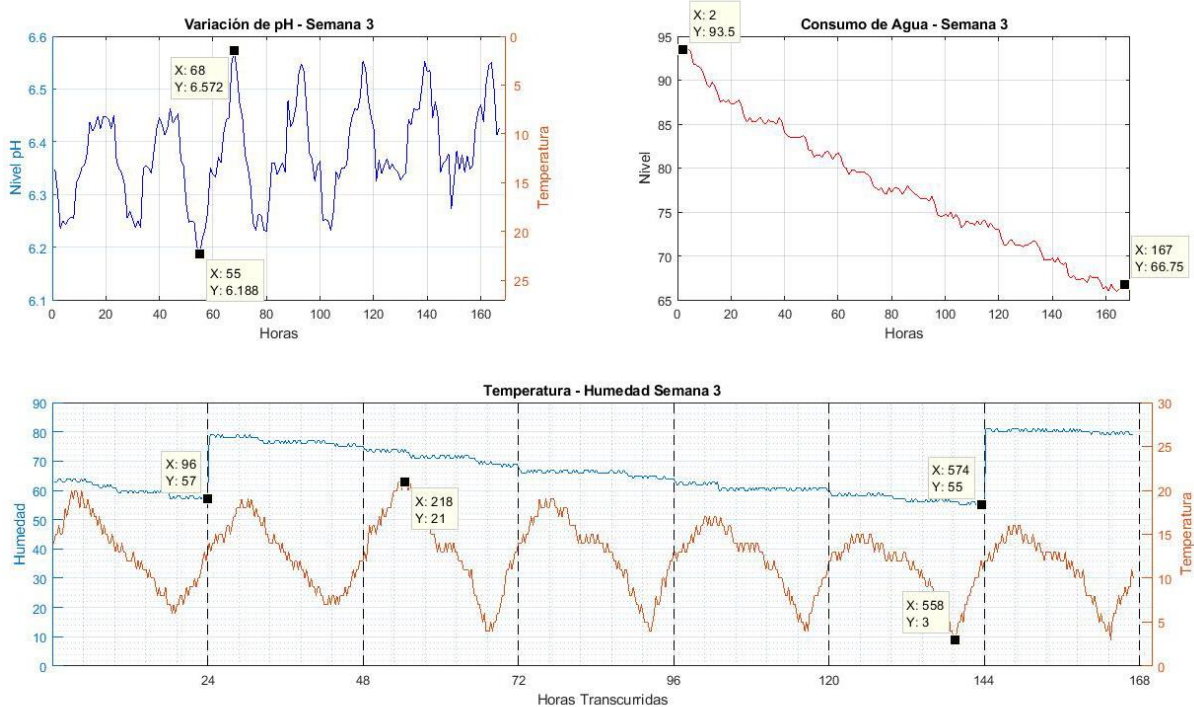 Variación de pH - Semana 3
6.6
6.5
6.4
6.3
6.2
6.1
Nivel pH
X: 68
Y: 6.572
X: 55
Y: 6.188
0
5
10
15
20
25
Temperatura
0 20 40 60 80 100 120 140 160
Horas
Consumo de Agua - Semana 3
X: 2
Y: 93.5
95
90
85
80
75
70
65
Nivel
X: 167
Y: 66.75
0 20 40 60 80 100 120 140 160
Horas
Temperatura - Humedad Semana 3
90
80
70
60
50
40
30
20
10
0
Humedad
X: 96
Y: 57
X: 218
Y: 21
X: 574
Y: 55
X: 558
Y: 3
30
25
20
15
10
5
0
Temperatura
24 48 72 96 120 144 168
Horas Transcurridas